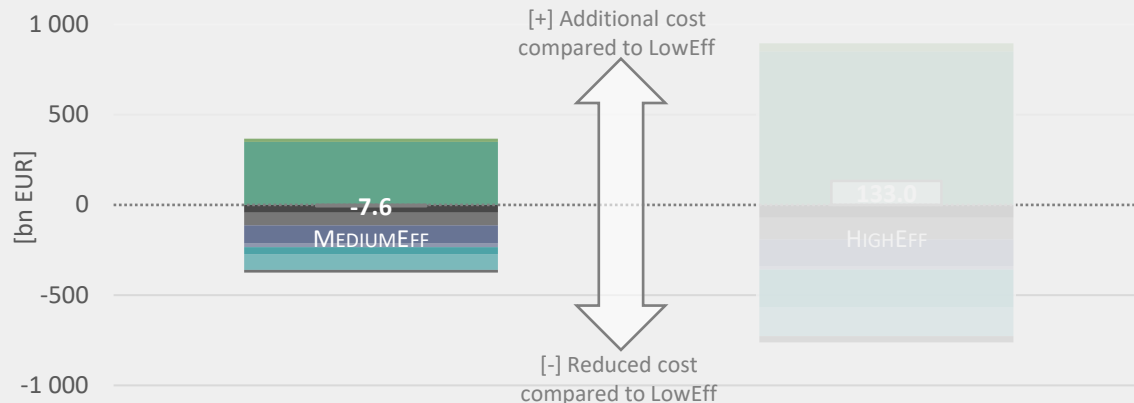 1 000
[+] Additional cost
compared to LowEff
500
[bn EUR]
0
-7.6
133.0
MEDIUMEFF
HIGHEFF
-500
[-] Reduced cost
compared to LowEff
-1 000